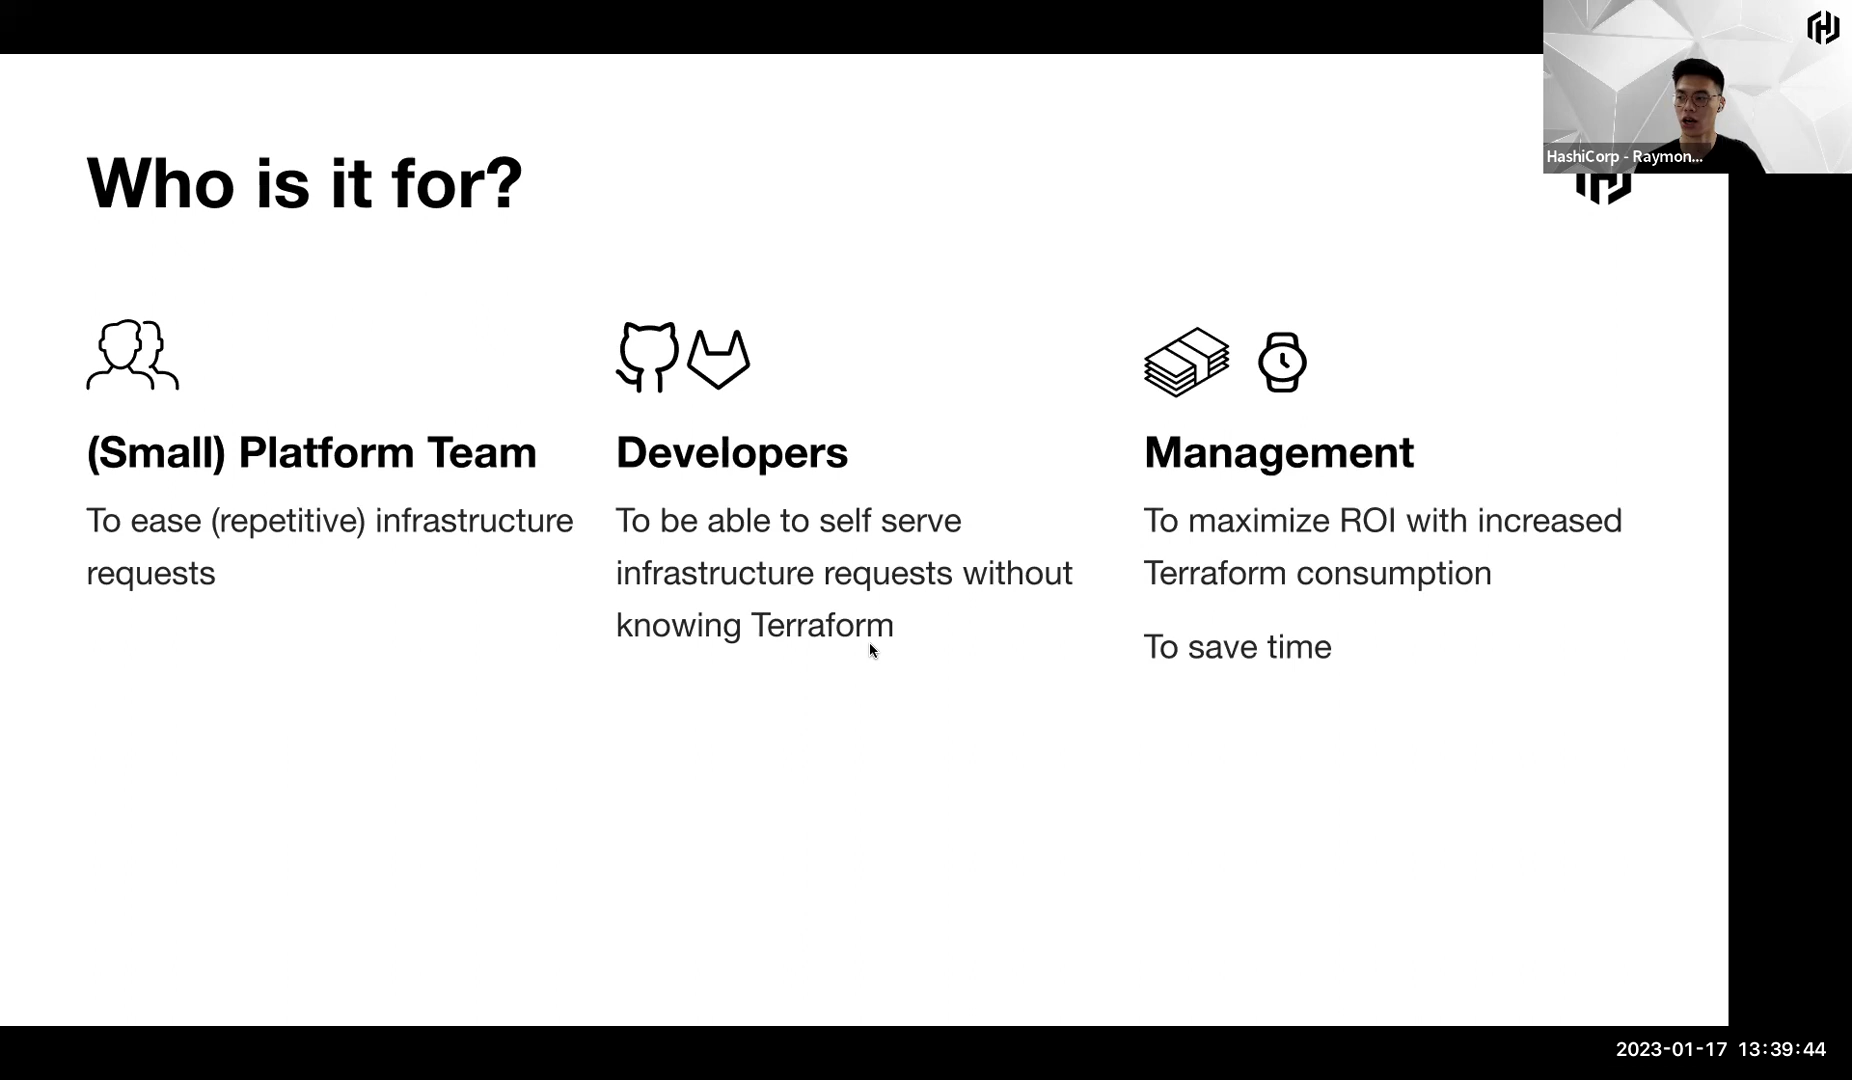 HashiCorp - Raymon...
Who is it for?
(Small) Platform Team
To ease (repetitive) infrastructure
requests
Developers
To be able to self serve
infrastructure requests without
knowing Terraform
Management
To maximize ROI with increased
Terraform consumption
To save time
2023-01-17 13:39:44